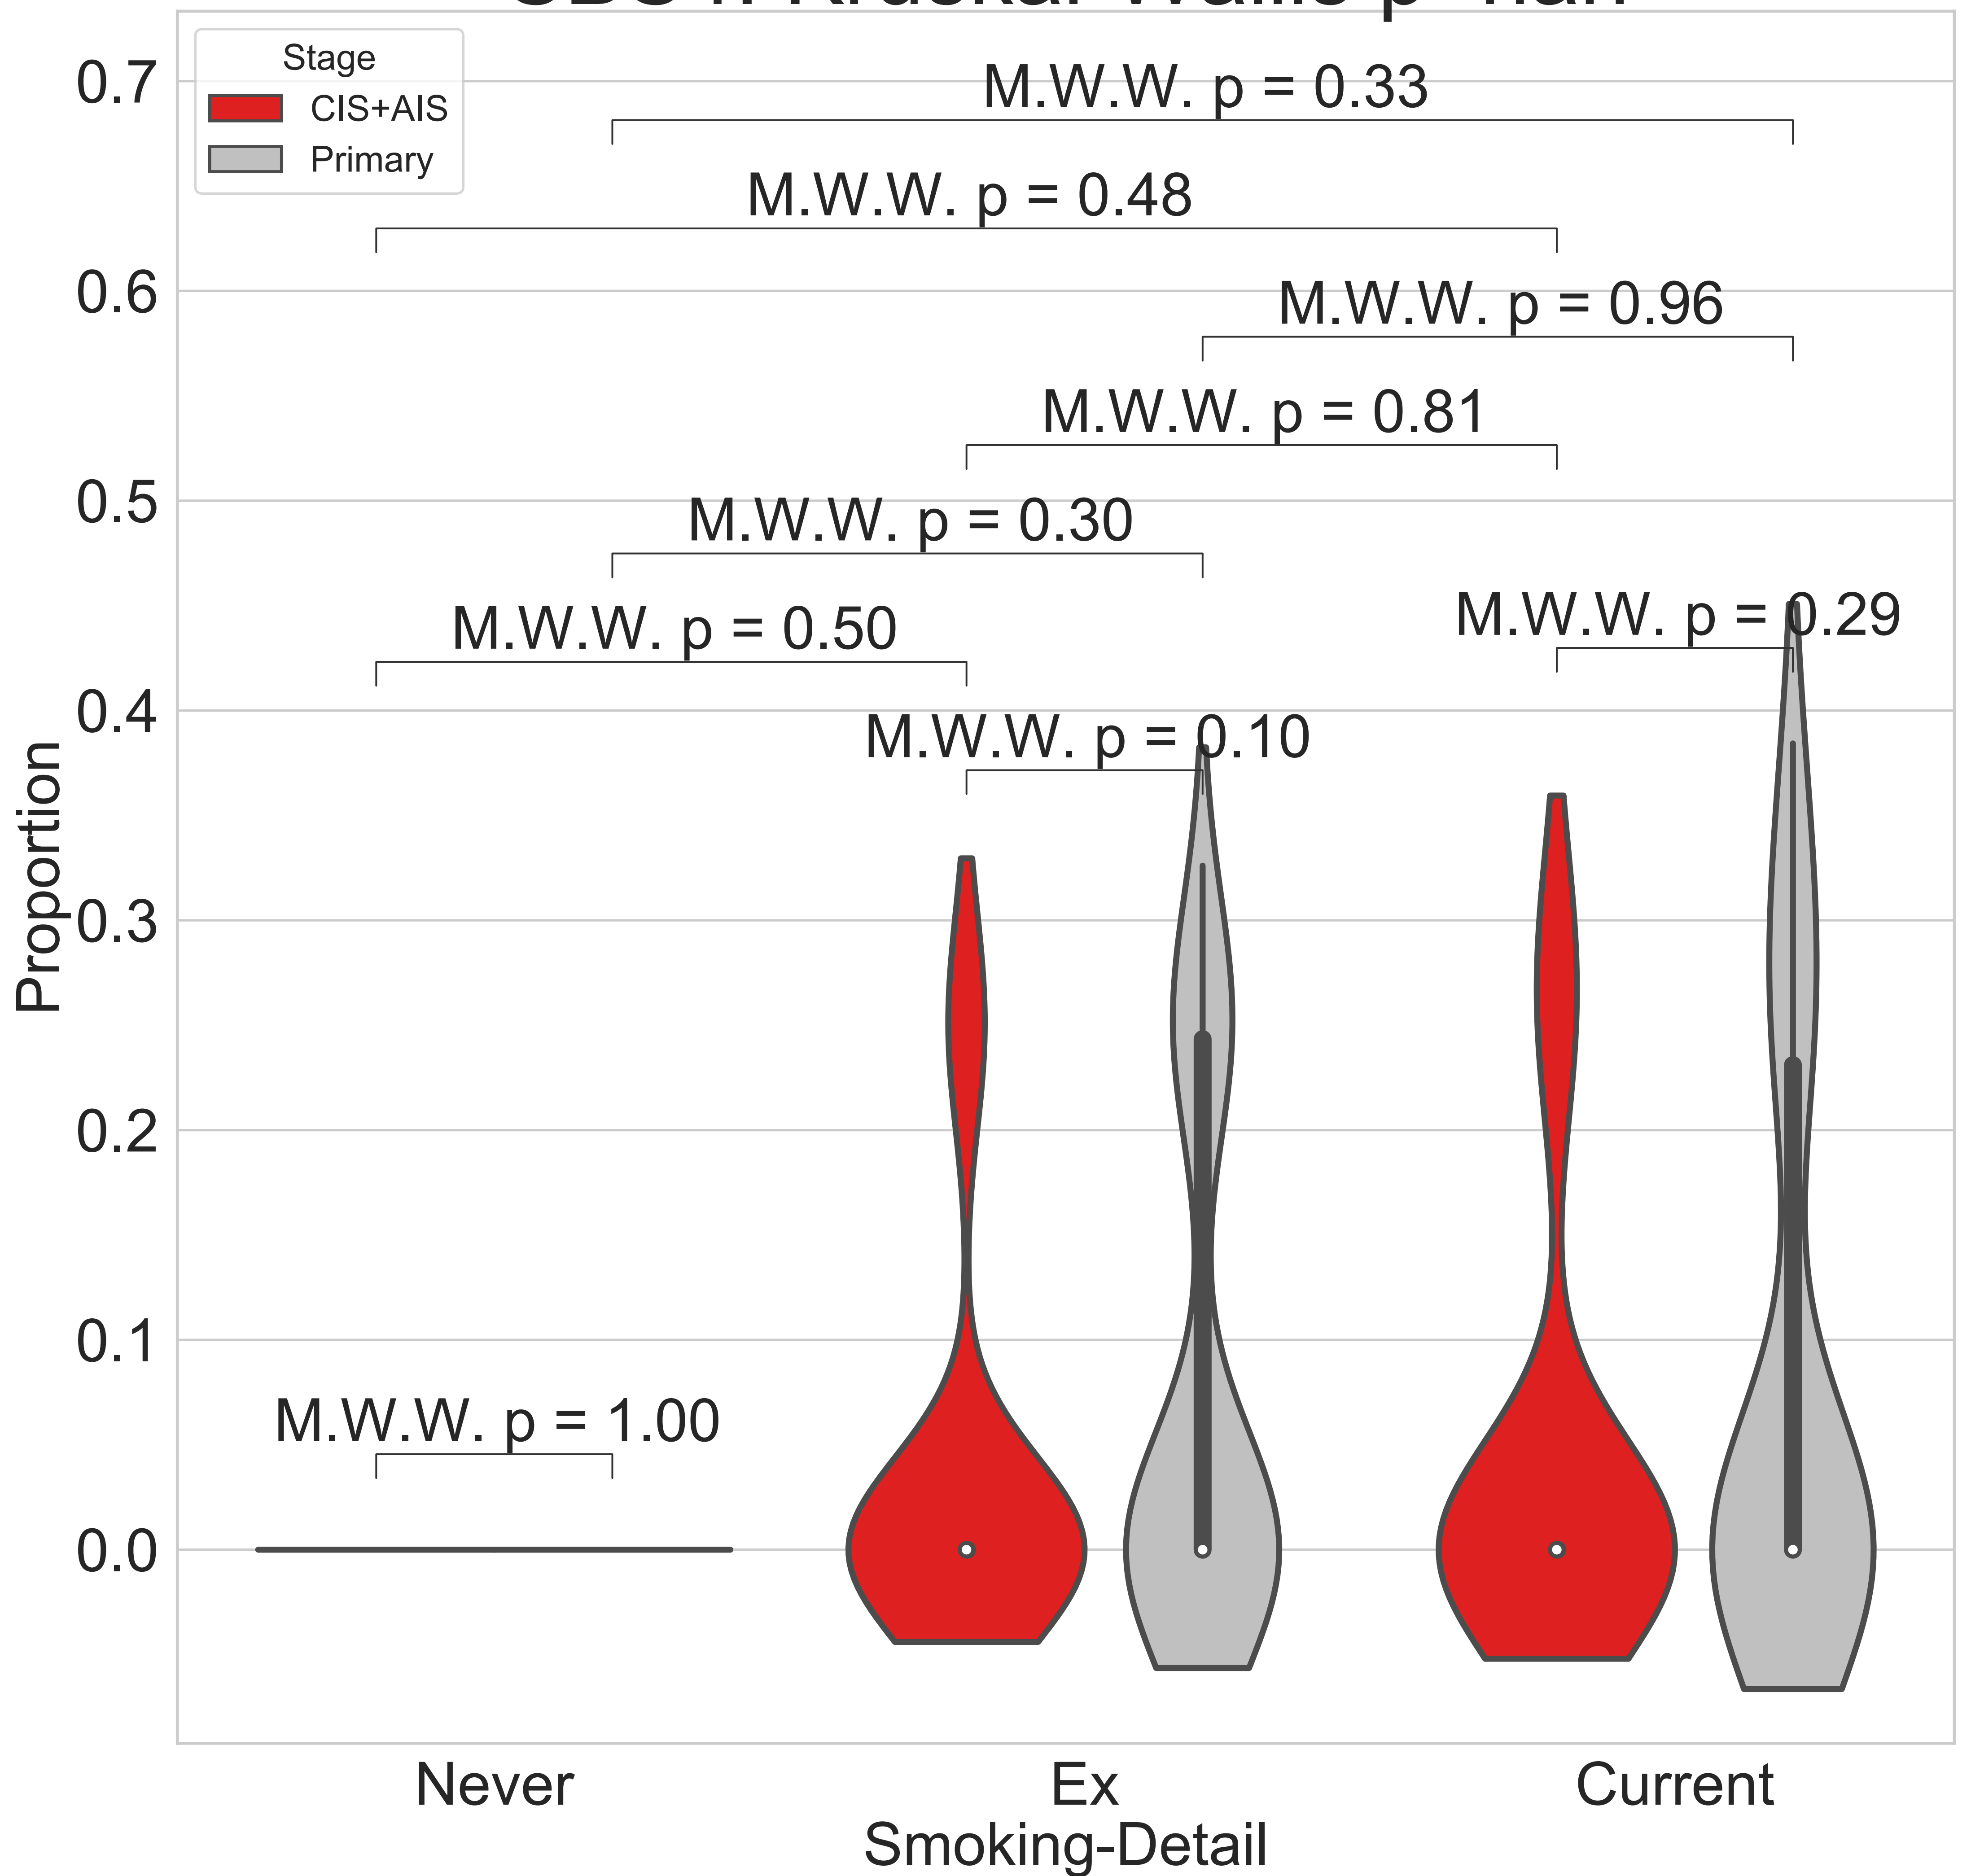 Stage
CIS+AIS
Primary
M.W.W. p = 0.33
M.W.W. p = 0.48
M.W.W. p = 0.96
M.W.W. p = 0.81
M.W.W. p = 0.30
M.W.W. p = 0.50
M.W.W. p = 0.29
M.W.W. p = 0.10
M.W.W. p = 1.00
0.7
0.6
0.5
0.4
0.3
0.2
0.1
0.0
Proportion
Never
Ex
Current
Smoking-Detail